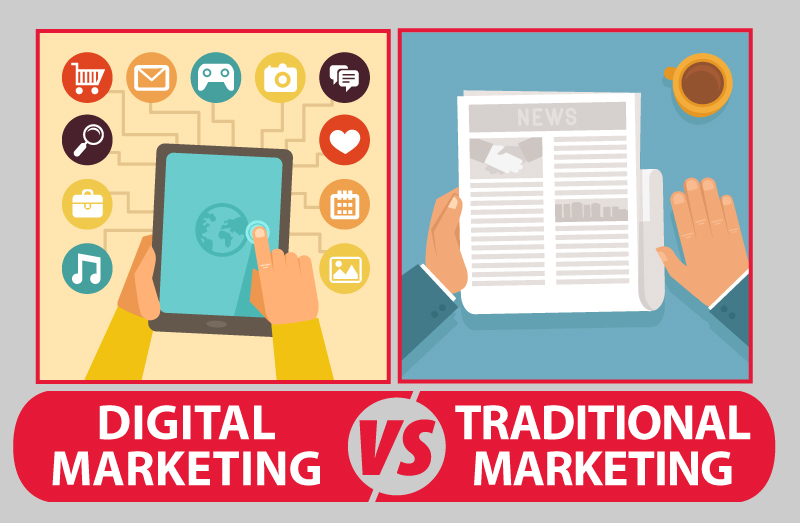 NEWS
DIGITAL
MARKETING
VS
TRADITIONAL
MARKETING